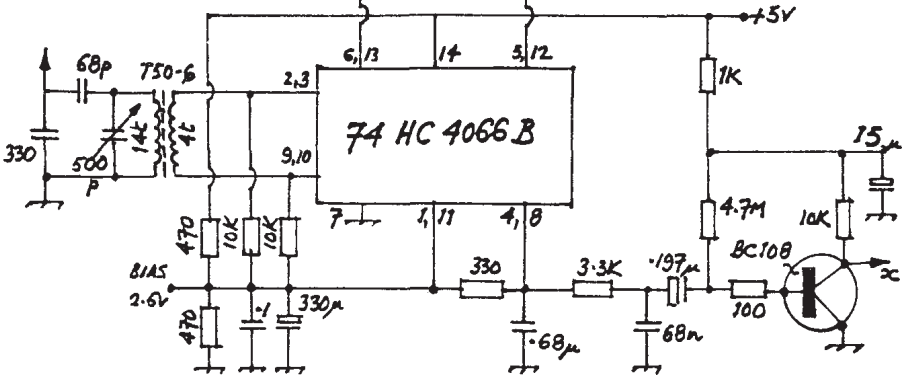 +5v
6,13
14
5,12
68p
T50-6
2,3
1K
74 HC 4066B
330
14t
4t
15µ
500
p
9,10
4.7M
10K
7
1,11
4,8
470
10K
10K
BC108
BIAS
2.6v
330
3.3K
.197µ
x
470
.1
330µ
100
.68µ
68n